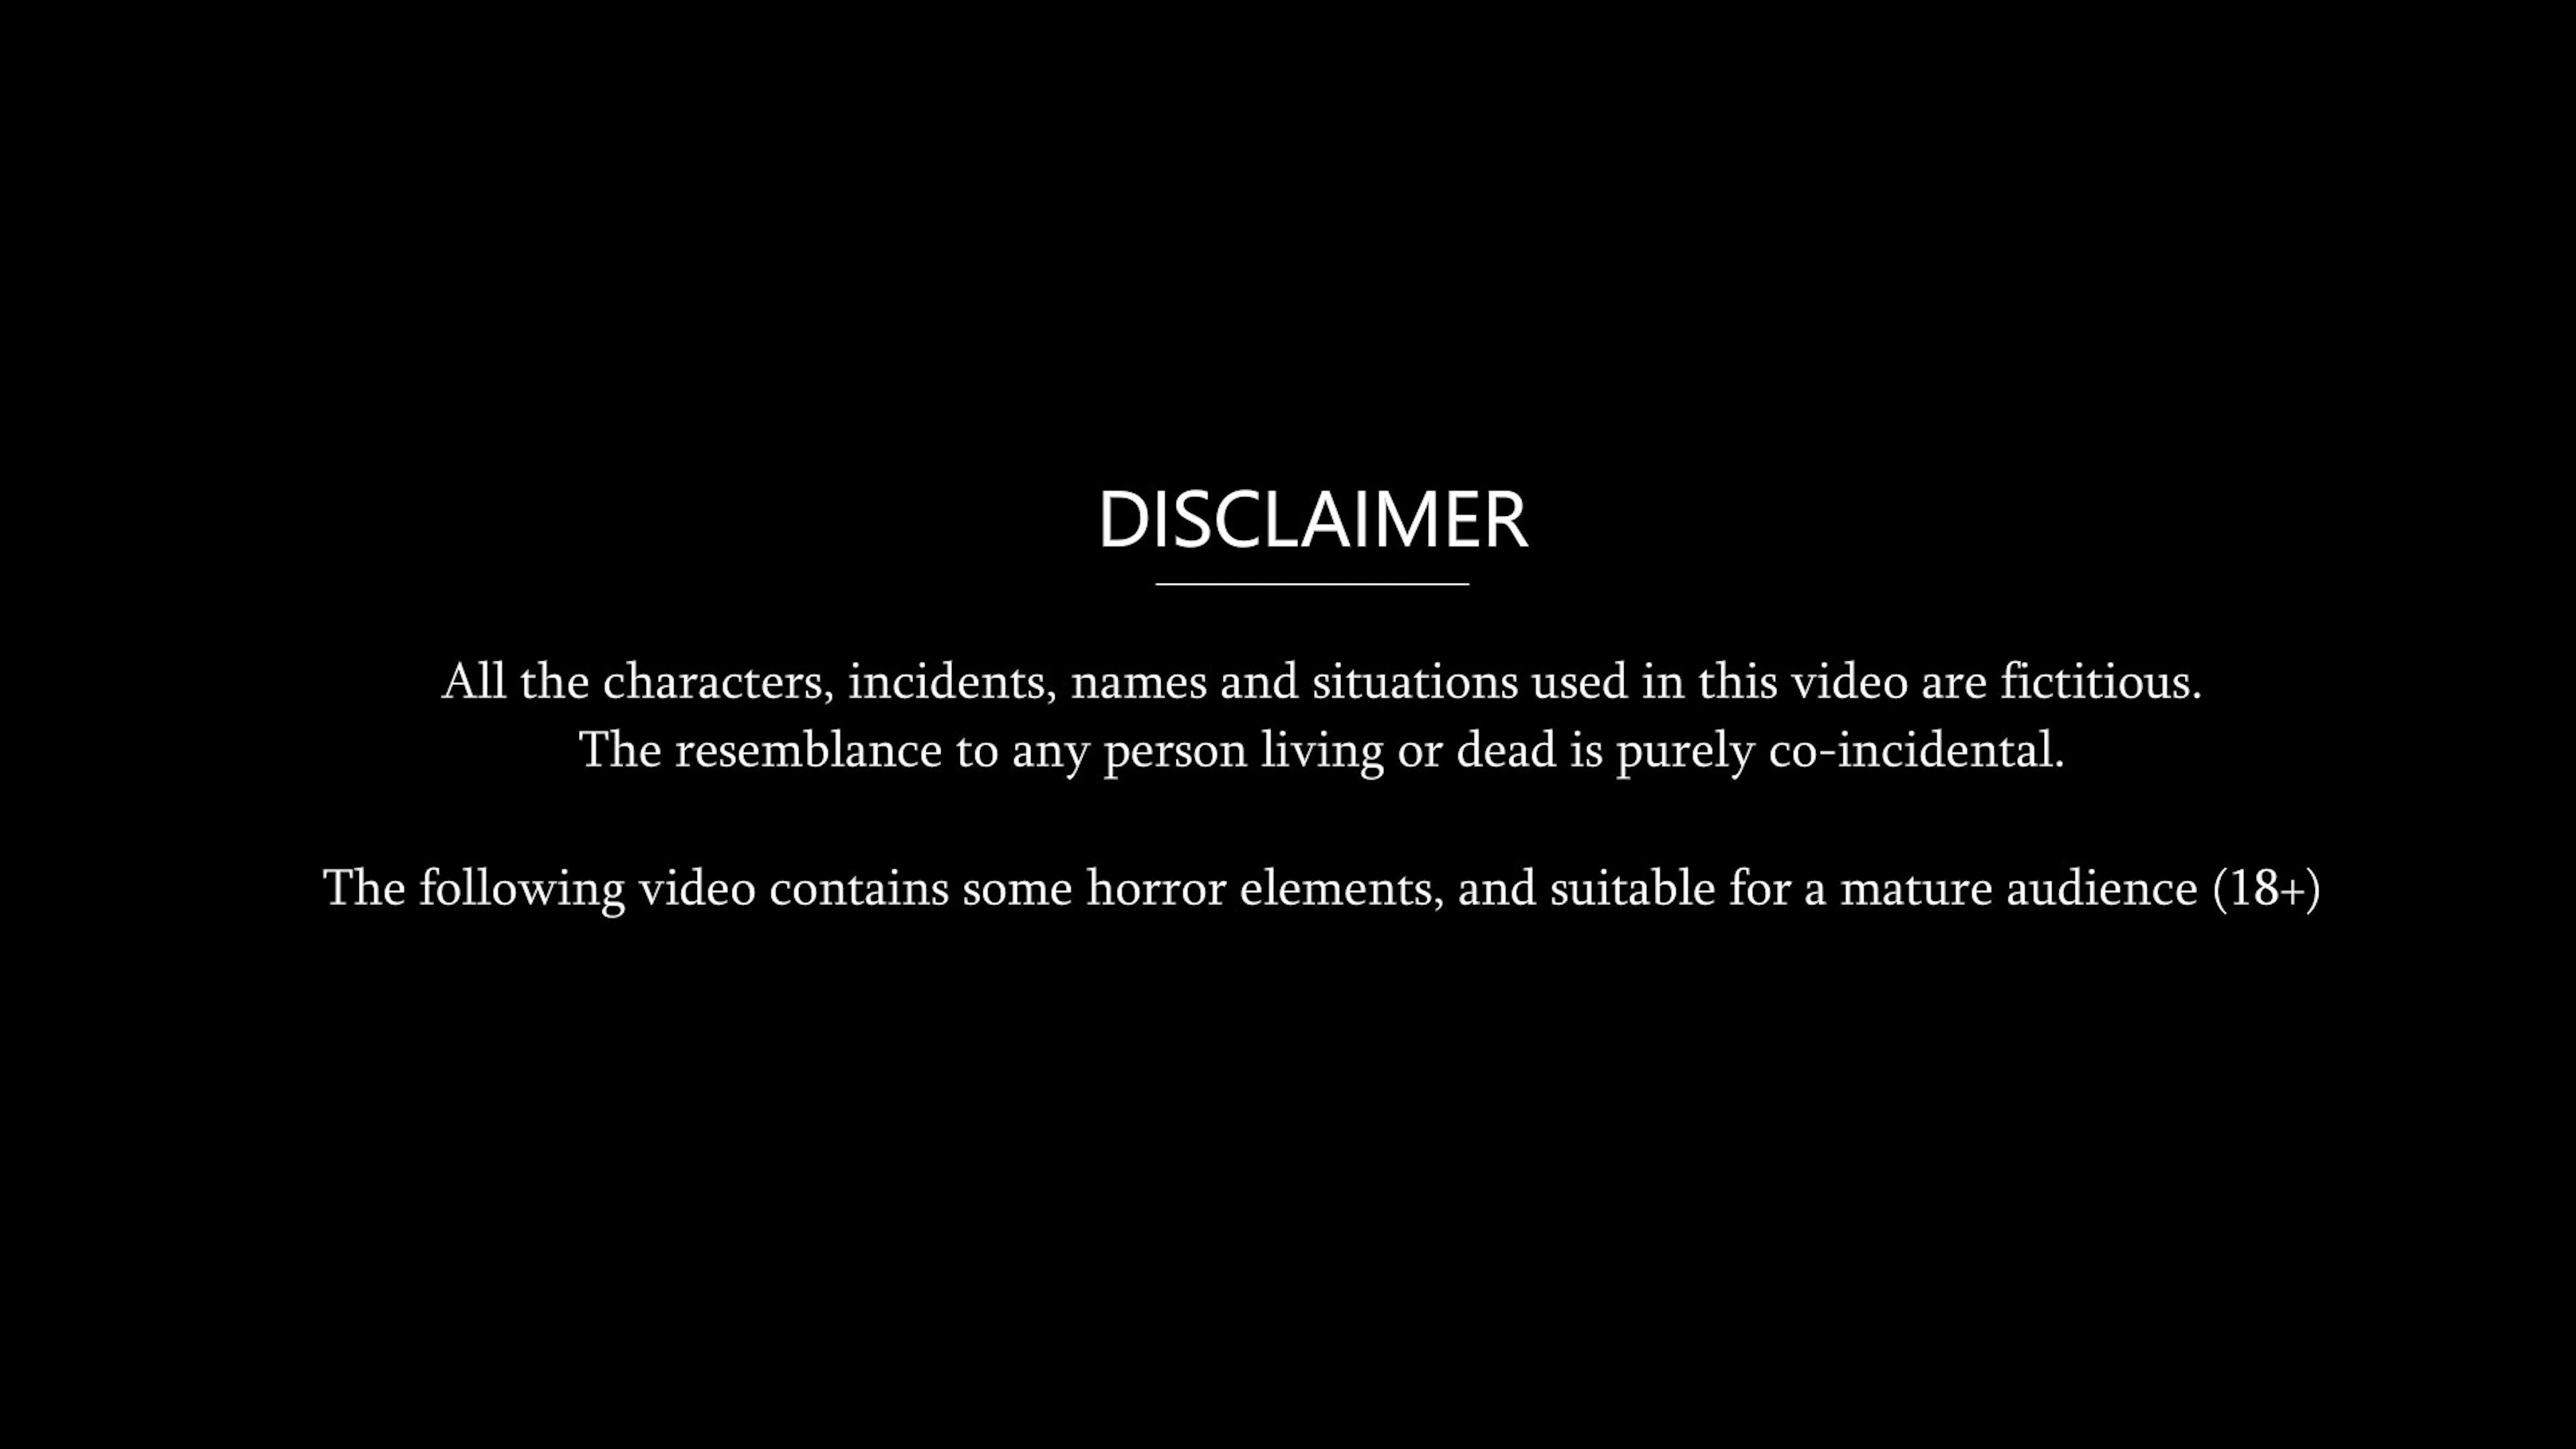 DISCLAIMER
All the characters, incidents, names and situations used in this video are fictitious.
The resemblance to any person living or dead is purely co-incidental.
The following video contains some horror elements, and suitable for a mature audience (18+)